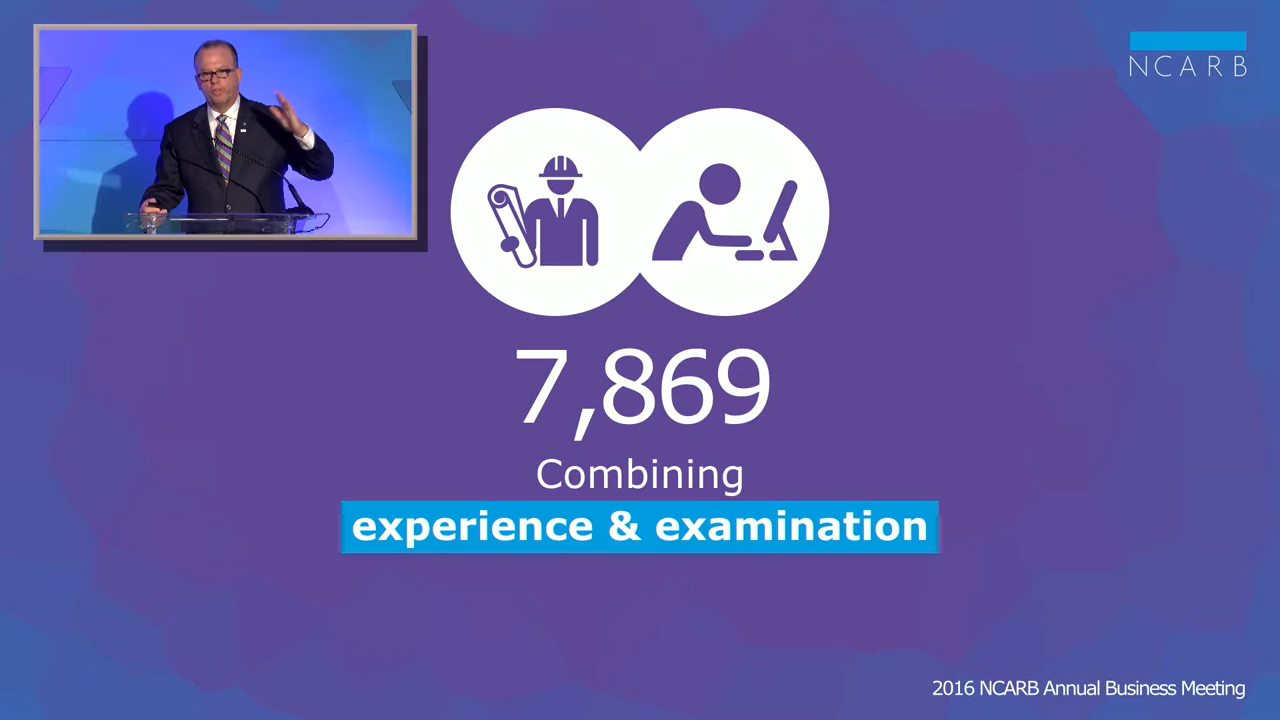 NCARB
7,869
Combining
experience & examination
2016 NCARB Annual Business Meeting